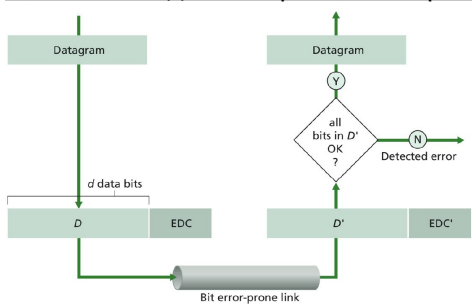 Datagram
Datagram
Y
all
bits in D'
OK
?
N
Detected error
d data bits
D
EDC
D'
EDC'
Bit error-prone link